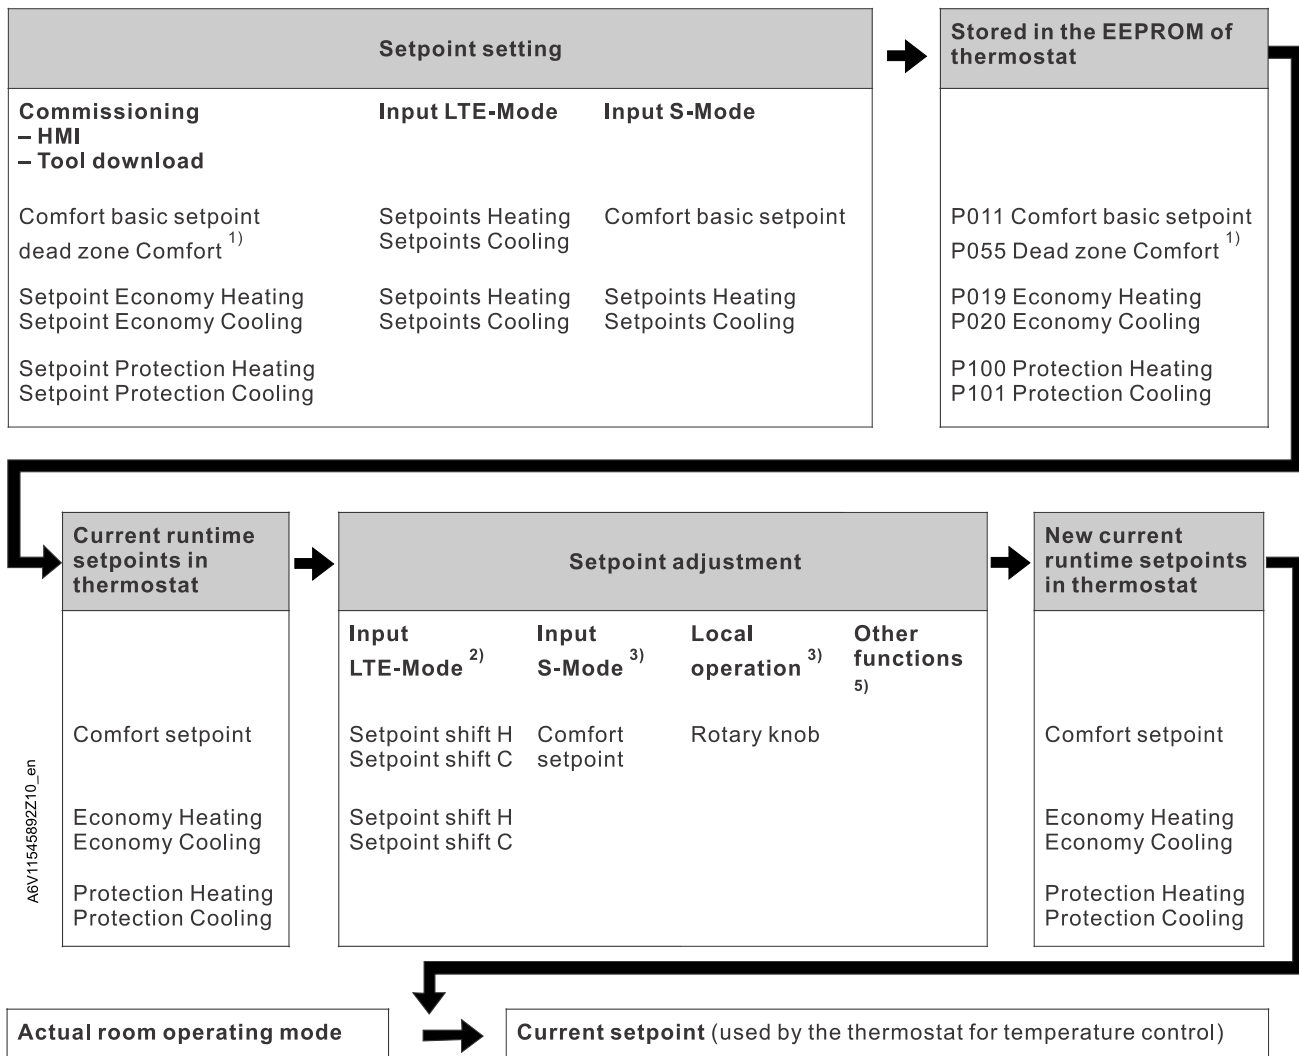 Setpoint setting
Commissioning
– HMI
– Tool download
Input LTE-Mode
Input S-Mode
Comfort basic setpoint
dead zone Comfort 1)
Setpoints Heating
Setpoints Cooling
Comfort basic setpoint
Setpoint Economy Heating
Setpoint Economy Cooling
Setpoints Heating
Setpoints Cooling
Setpoints Heating
Setpoints Cooling
Setpoint Protection Heating
Setpoint Protection Cooling
Stored in the EEPROM of
thermostat
P011 Comfort basic setpoint
P055 Dead zone Comfort 1)
P019 Economy Heating
P020 Economy Cooling
P100 Protection Heating
P101 Protection Cooling
Current runtime
setpoints in
thermostat
Comfort setpoint
Economy Heating
Economy Cooling
Protection Heating
Protection Cooling
Setpoint adjustment
Input
LTE-Mode 2)
Input
S-Mode 3)
Local
operation 3)
Other
functions
5)
Setpoint shift H
Setpoint shift C
Comfort
setpoint
Rotary knob
Setpoint shift H
Setpoint shift C
New current
runtime setpoints
in thermostat
Comfort setpoint
Economy Heating
Economy Cooling
Protection Heating
Protection Cooling
A6V11545892Z10_en
Actual room operating mode
Current setpoint (used by the thermostat for temperature control)